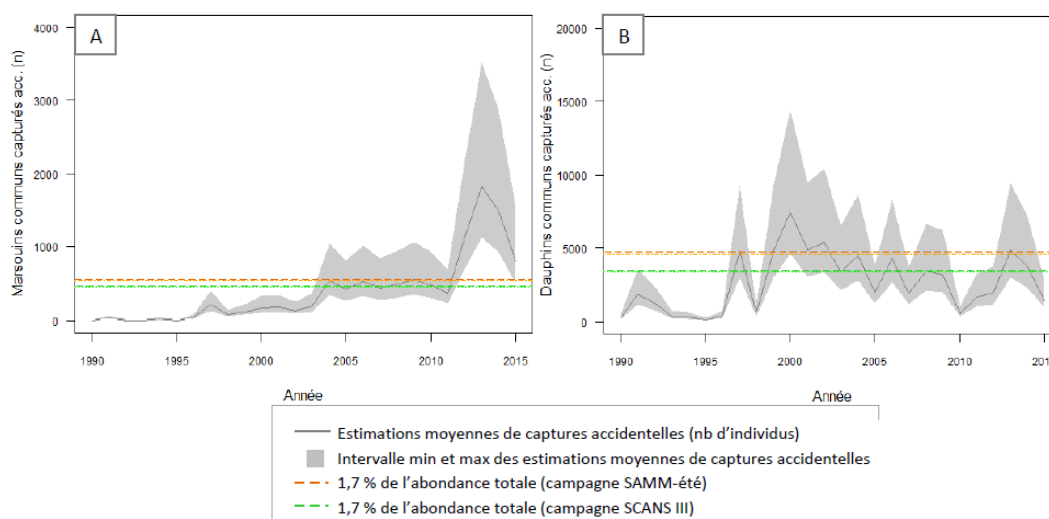 A
Marsouins communs capturés acc. (n)
4000
3000
2000
1000
0
1990
1995
2000
2005
2010
2015
Année
B
Dauphins communs capturés acc. (n)
20000
15000
10000
5000
0
1990
1995
2000
2005
2010
201
Année
Estimations moyennes de captures accidentelles (nb d'individus)
Intervalle min et max des estimations moyennes de captures accidentelles
1,7 % de l'abondance totale (campagne SAMM-été)
1,7 % de l'abondance totale (campagne SCANS III)